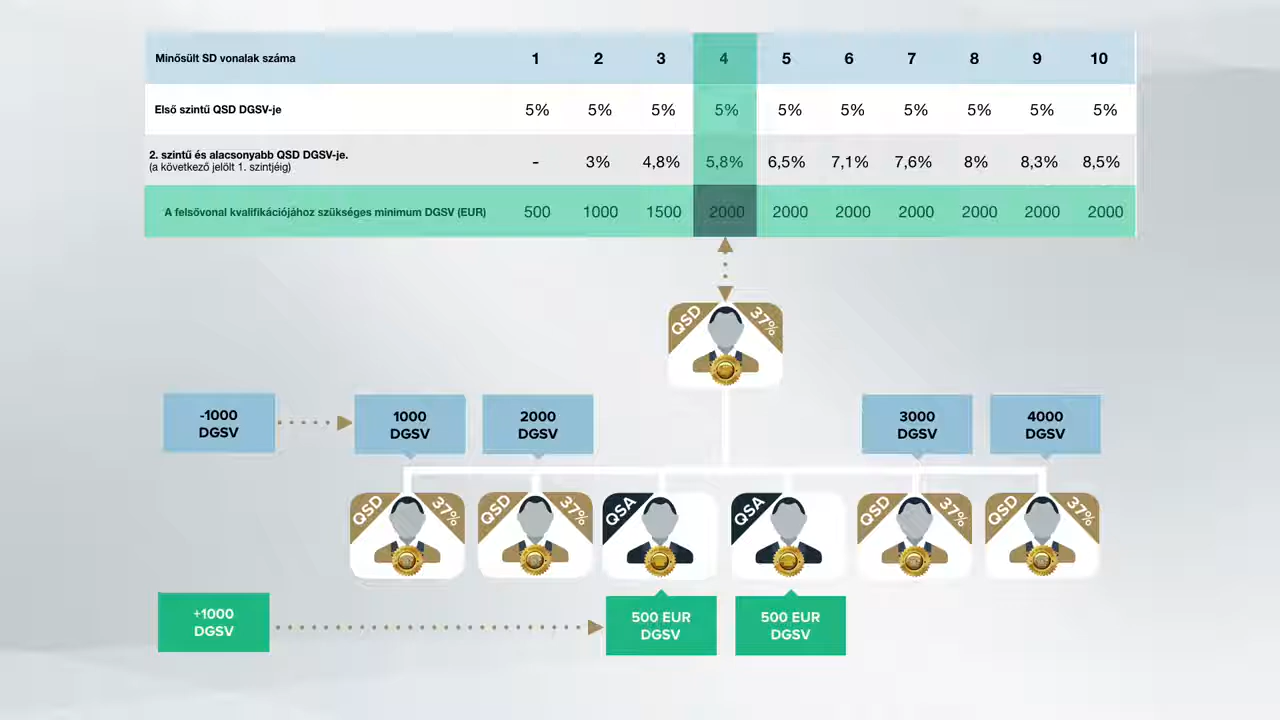 Minősült SD vonalak száma 1 2 3 4 5 6 7 8 9 10
Első szintű QSD DGSV-je 5% 5% 5% 5% 5% 5% 5% 5% 5% 5%
2. szintű és alacsonyabb QSD DGSV-je.
(a következő jelölt 1. szintjéig) - 3% 4,8% 5,8% 6,5% 7,1% 7,6% 8% 8,3% 8,5%
A felsővonal kvalifikációjához szükséges minimum DGSV (EUR) 500 1000 1500 2000 2000 2000 2000 2000 2000 2000
QSD 37%
-1000
DGSV
1000
DGSV
2000
DGSV
3000
DGSV
4000
DGSV
QSD 37%
QSD 37%
QSA
QSA
QSD 37%
QSD 37%
+1000
DGSV
500 EUR
DGSV
500 EUR
DGSV